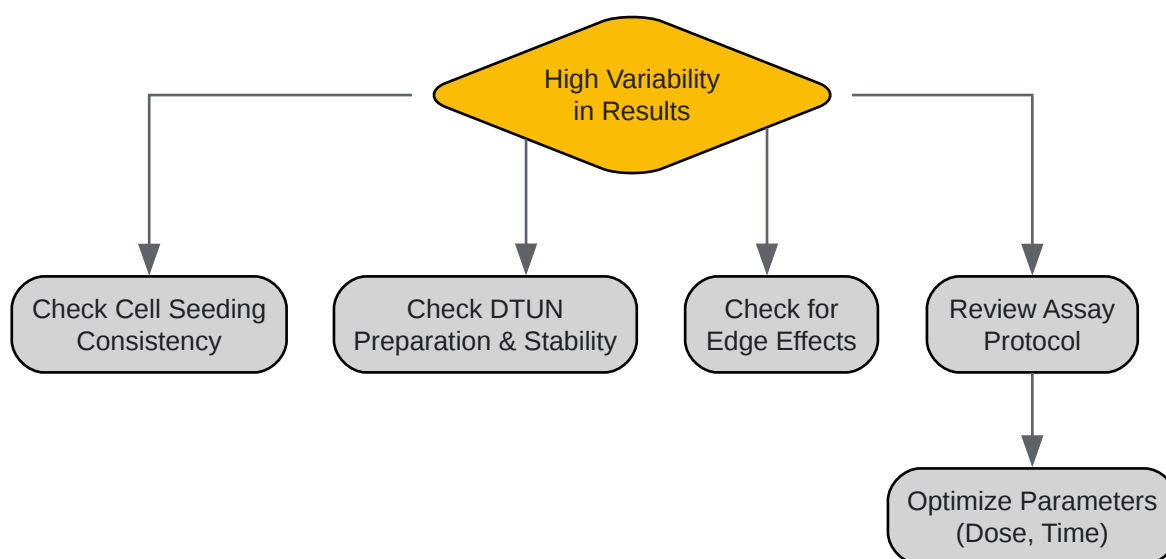 High Variability
in Results
Check Cell Seeding
Consistency
Check DTUN
Preparation & Stability
Check for
Edge Effects
Review Assay
Protocol
Optimize Parameters
(Dose, Time)